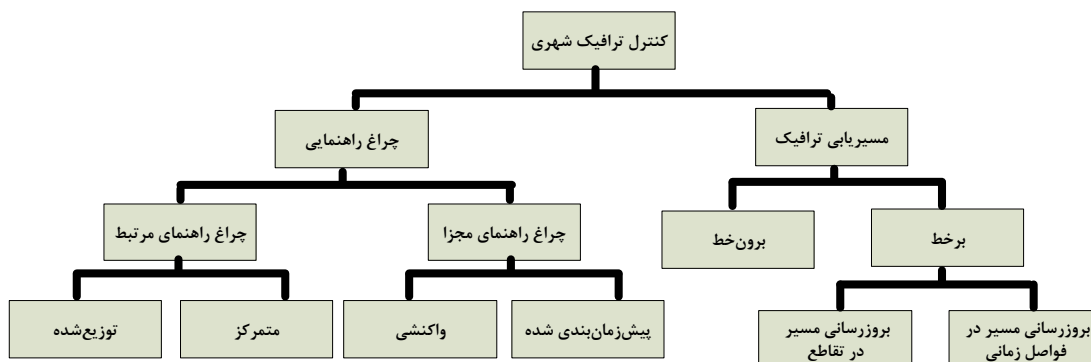 کنترل ترافیک شهری
مسیریابی ترافیک
چراغ راهنمایی
برخط
برون‌خط
چراغ راهنمای مجزا
چراغ راهنمای مرتبط
بروزرسانی مسیر در
فواصل زمانی
بروزرسانی مسیر
در تقاطع
پیش‌زمان‌بندی شده
واکنشی
متمرکز
توزیع‌شده